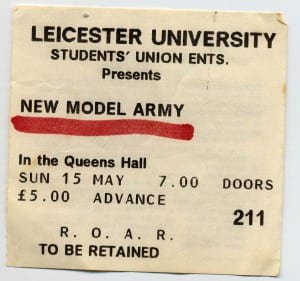 LEICESTER UNIVERSITY
STUDENTS' UNION ENTS.
Presents
NEW MODEL ARMY
In the Queens Hall
SUN 15 MAY 7.00 DOORS
£5.00 ADVANCE
211
R. O. A. R.
TO BE RETAINED